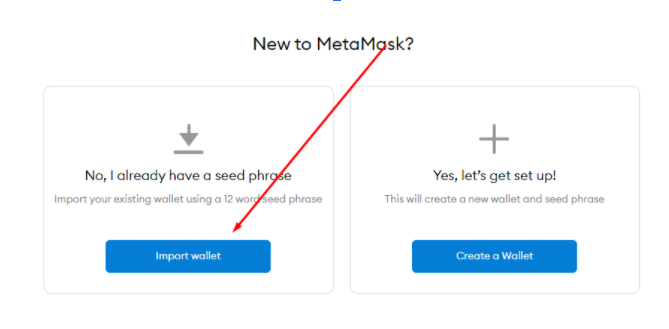 New to MetaMask?
No, I already have a seed phrase
Import your existing wallet using a 12 word seed phrase
Import wallet
Yes, let's get set up!
This will create a new wallet and seed phrase
Create a Wallet